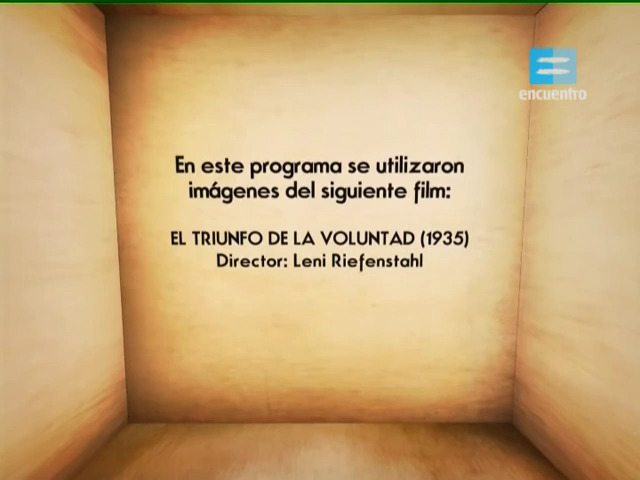 encuentro
En este programa se utilizaron
imágenes del siguiente film:
EL TRIUNFO DE LA VOLUNTAD (1935)
Director: Leni Riefenstahl